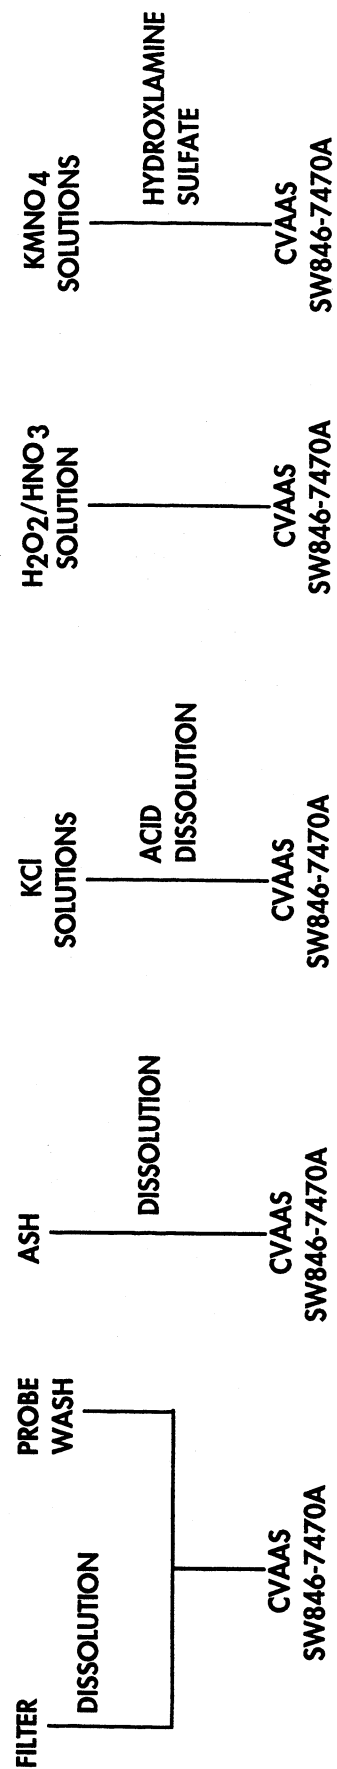 FILTER
DISSOLUTION
PROBE
WASH
CVAAS
SW846-7470A
ASH
DISSOLUTION
CVAAS
SW846-7470A
KCl
SOLUTIONS
ACID
DISSOLUTION
CVAAS
SW846-7470A
H2O2/HNO3
SOLUTION
CVAAS
SW846-7470A
KMNO4
SOLUTIONS
HYDROXLAMINE
SULFATE
CVAAS
SW846-7470A